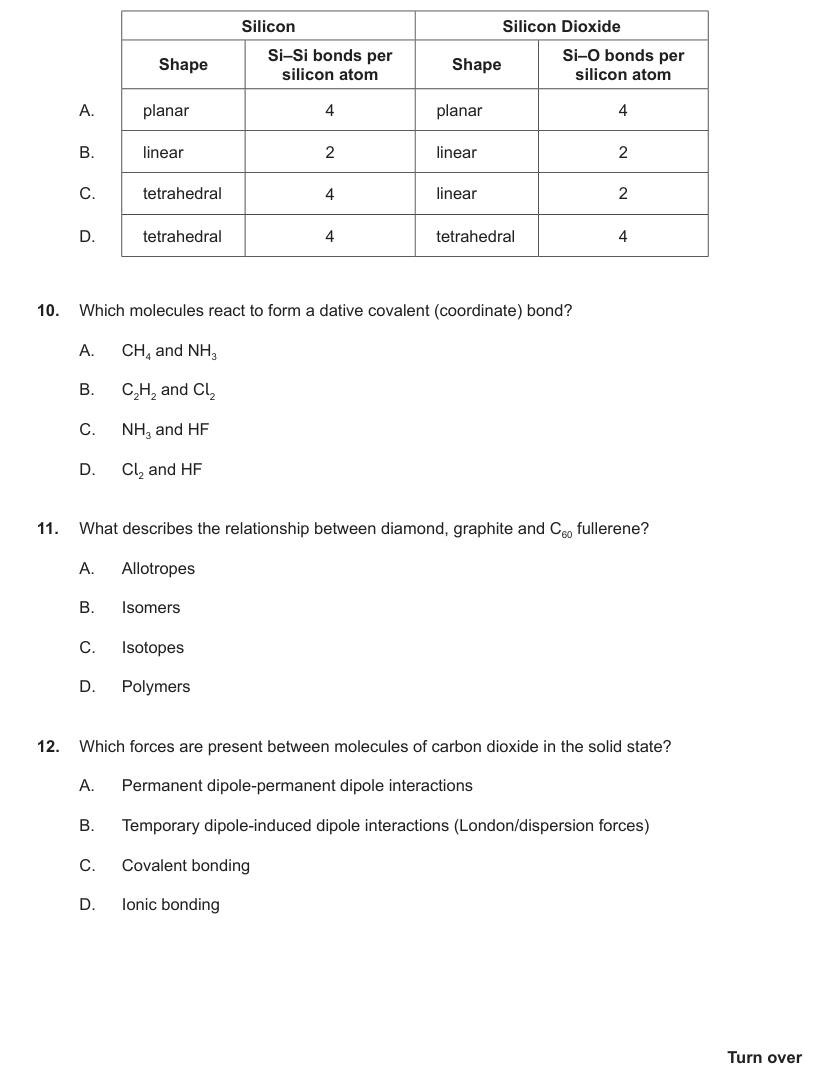 Silicon Silicon Dioxide
Shape Si–Si bonds per silicon atom Shape Si–O bonds per silicon atom
A. planar 4 planar 4
B. linear 2 linear 2
C. tetrahedral 4 linear 2
D. tetrahedral 4 tetrahedral 4
10. Which molecules react to form a dative covalent (coordinate) bond?
A. CH₄ and NH₃
B. C₂H₂ and Cl₂
C. NH₃ and HF
D. Cl₂ and HF
11. What describes the relationship between diamond, graphite and C₆₀ fullerene?
A. Allotropes
B. Isomers
C. Isotopes
D. Polymers
12. Which forces are present between molecules of carbon dioxide in the solid state?
A. Permanent dipole-permanent dipole interactions
B. Temporary dipole-induced dipole interactions (London/dispersion forces)
C. Covalent bonding
D. Ionic bonding
Turn over